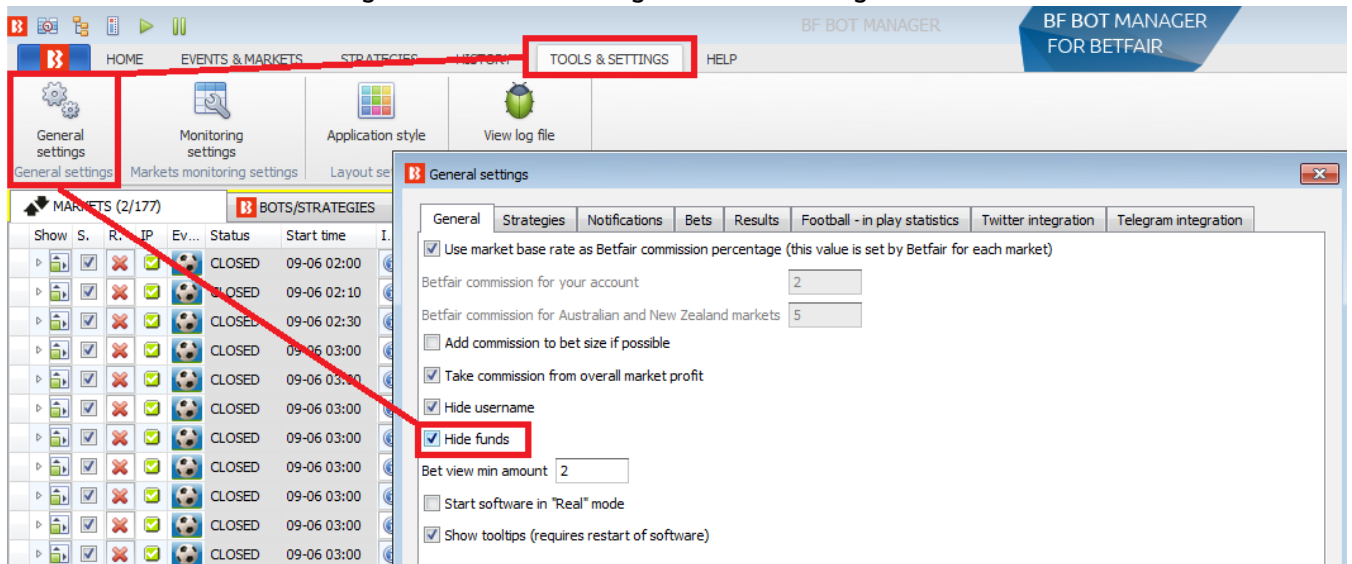 BF BOT MANAGER
BF BOT MANAGER
FOR BETFAIR
HOME EVENTS & MARKETS STRATEGIES HISTORY TOOLS & SETTINGS HELP
General settings
Monitoring settings
Application style
View log file
General settings
Markets monitoring settings
Layout set
General settings
MARKETS (2/177)
BOTS/STRATEGIES
Show S. R. IP Ev... Status Start time I.
CLOSED 09-06 02:00
CLOSED 09-06 02:10
CLOSED 09-06 02:30
CLOSED 09-06 03:00
CLOSED 09-06 03:00
CLOSED 09-06 03:00
CLOSED 09-06 03:00
CLOSED 09-06 03:00
CLOSED 09-06 03:00
CLOSED 09-06 03:00
CLOSED 09-06 03:00
General Strategies Notifications Bets Results Football - in play statistics Twitter integration Telegram integration
Use market base rate as Betfair commission percentage (this value is set by Betfair for each market)
Betfair commission for your account 2
Betfair commission for Australian and New Zealand markets 5
Add commission to bet size if possible
Take commission from overall market profit
Hide username
Hide funds
Bet view min amount 2
Start software in "Real" mode
Show tooltips (requires restart of software)